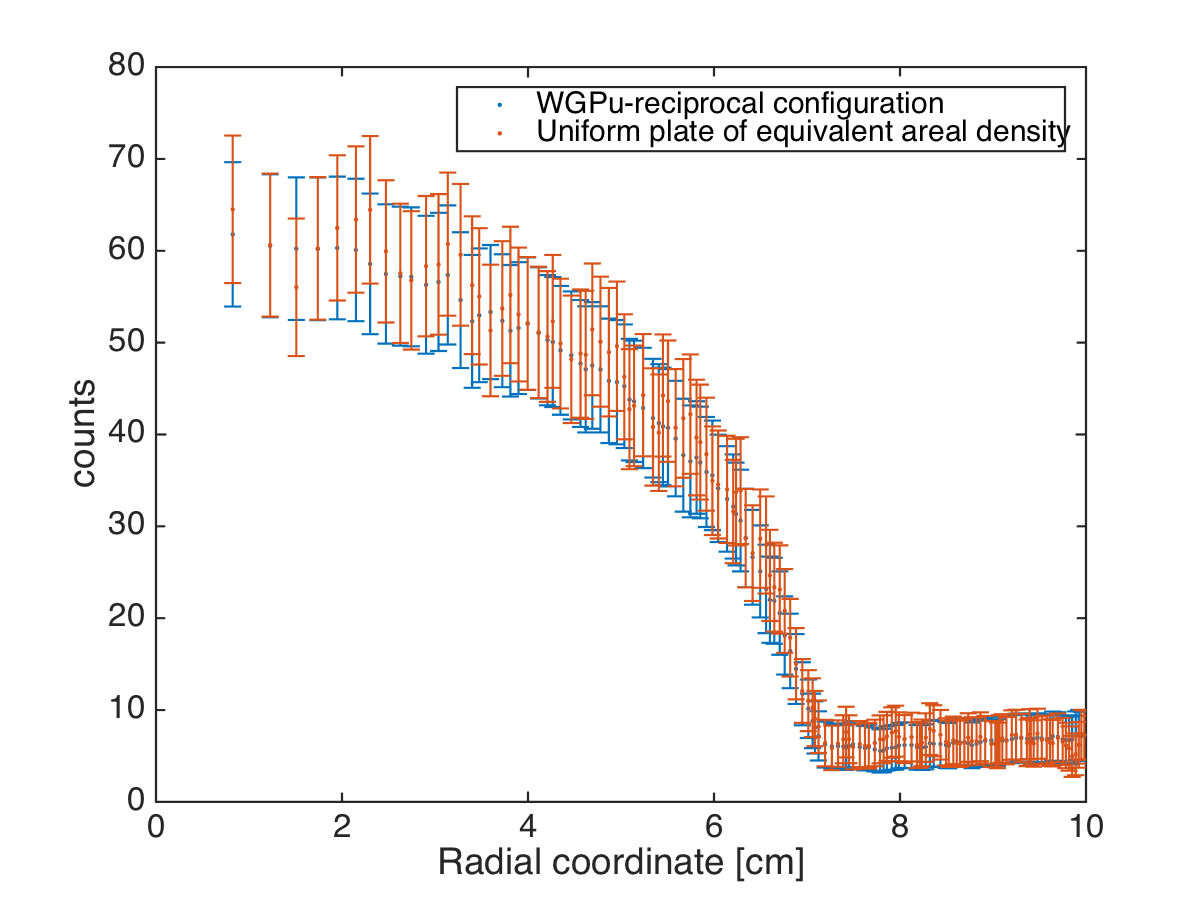 80
70
60
50
40
30
20
10
0
counts
WGPu-reciprocal configuration
Uniform plate of equivalent areal density
0 2 4 6 8 10
Radial coordinate [cm]